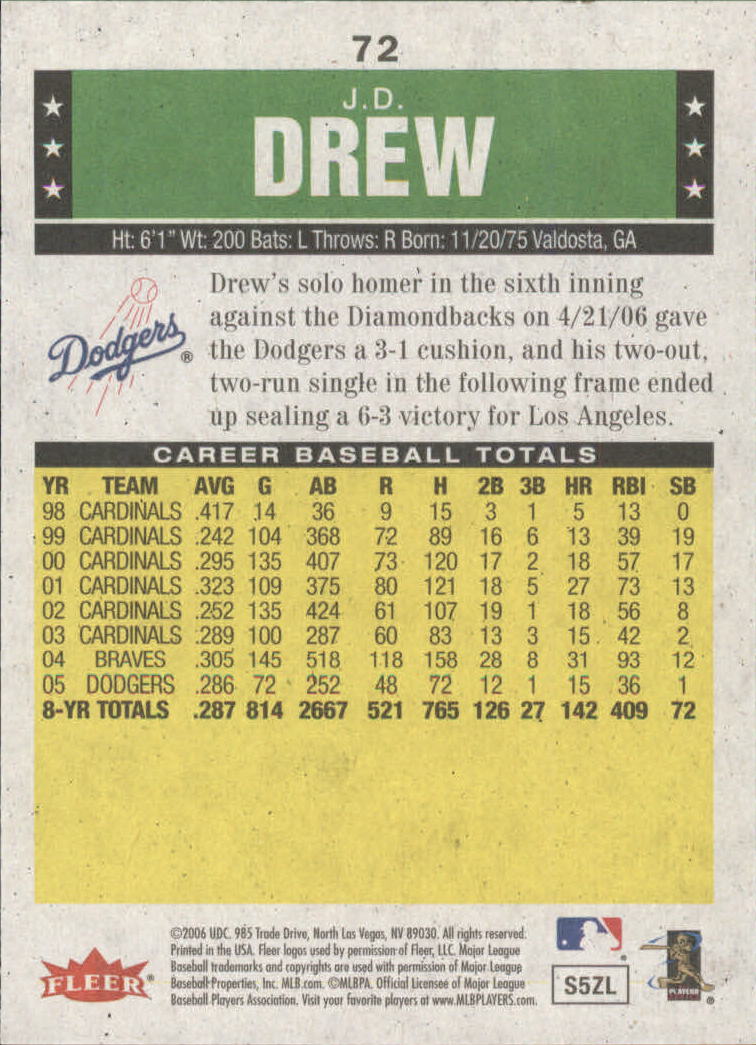 72
J.D.
DREW
Ht: 6'1" Wt: 200 Bats: L Throws: R Born: 11/20/75 Valdosta, GA
Dodgers ®
Drew's solo homer in the sixth inning
against the Diamondbacks on 4/21/06 gave
the Dodgers a 3-1 cushion, and his two-out,
two-run single in the following frame ended
up sealing a 6-3 victory for Los Angeles.
CAREER BASEBALL TOTALS
YR TEAM AVG G AB R H 2B 3B HR RBI SB
98 CARDINALS .417 14 36 9 15 3 1 5 13 0
99 CARDINALS .242 104 368 72 89 16 6 13 39 19
00 CARDINALS .295 135 407 73 120 17 2 18 57 17
01 CARDINALS .323 109 375 80 121 18 5 27 73 13
02 CARDINALS .252 135 424 61 107 19 1 18 56 8
03 CARDINALS .289 100 287 60 83 13 3 15 42 2
04 BRAVES .305 145 518 118 158 28 8 31 93 12
05 DODGERS .286 72 252 48 72 12 1 15 36 1
8-YR TOTALS .287 814 2667 521 765 126 27 142 409 72
FLEER®
©2006 UDC. 985 Trade Drive, North Las Vegas, NV 89030. All rights reserved.
Printed in the USA. Fleer logos used by permission of Fleer, LLC. Major League
Baseball trademarks and copyrights are used with permission of Major League
Baseball Properties, Inc. MLB.com. ©MLBPA. Official Licensee of Major League
Baseball Players Association. Visit your favorite players at www.MLBPLAYERS.com.
®
S5ZL
®